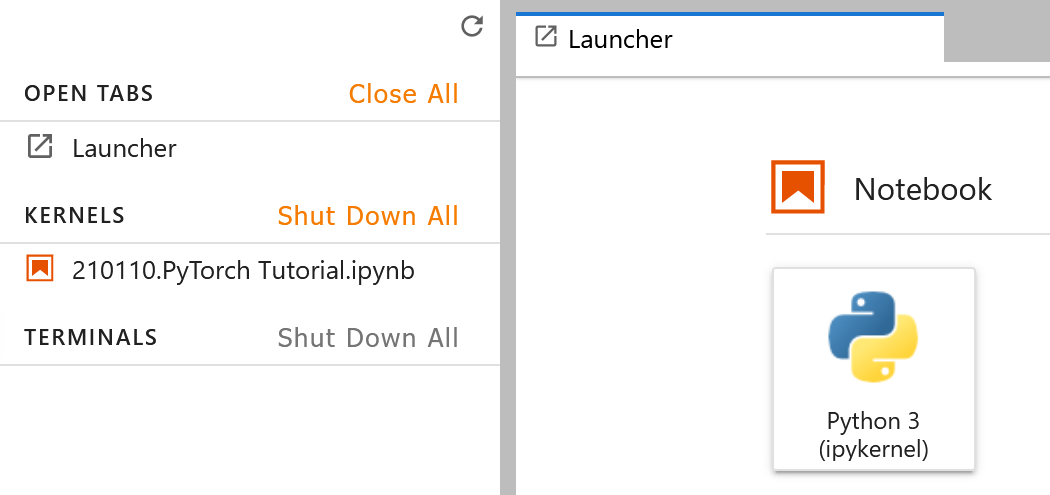 OPEN TABS Close All
Launcher
KERNELS Shut Down All
210110.PyTorch Tutorial.ipynb
TERMINALS Shut Down All
Launcher
Notebook
Python 3
(ipykernel)